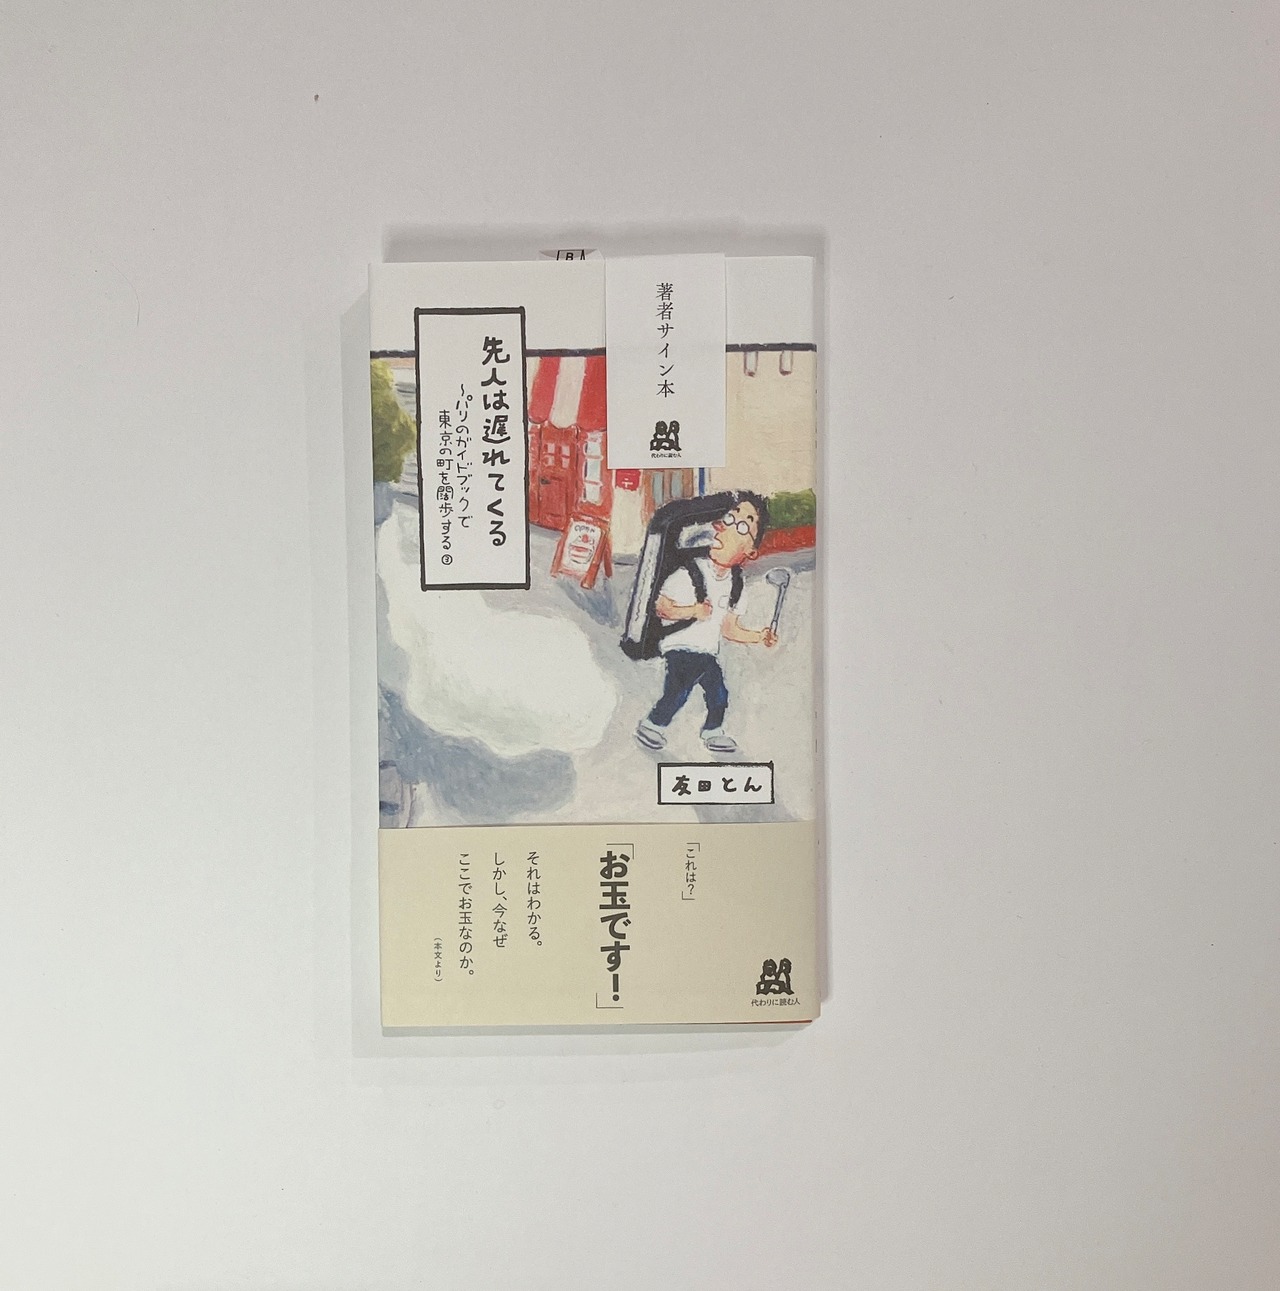 著者サイン本
代わりに読む人
先人は遅れてくる
〜パリのガイドブックで
東京の町を闊歩する③
OPEN
友田とん
「これは?」
「お玉です!」
それはわかる。
しかし、今なぜ
ここでお玉なのか。
(本文より)
代わりに読む人